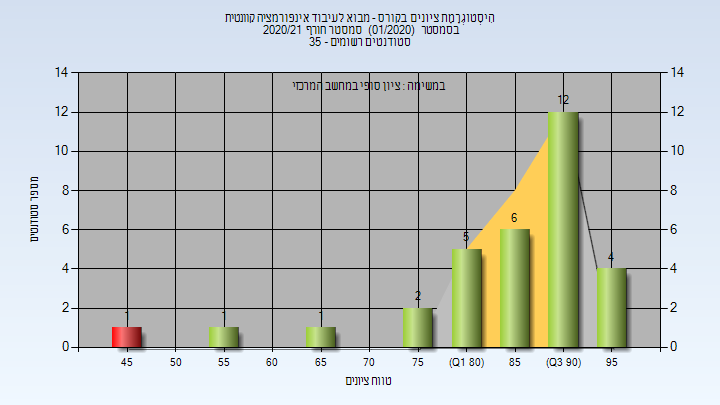 הִיסְטוֹגְרָמַת ציונים בקורס - מבוא לעיבוד אינפורמציה קוונטית
בסמסטר (01/2020) סמסטר חורף 2020/21
סטודנטים רשומים - 35
במשימה : ציון סופי במחשב המרכזי
14 14
12 12
10 10
8 8
6 6
4 4
2 2
0 0
1 1 1 2 5 6 12 4
מספר סטודנטים
45 50 55 60 65 70 75 (Q1 80) 85 (Q3 90) 95
טווח ציונים